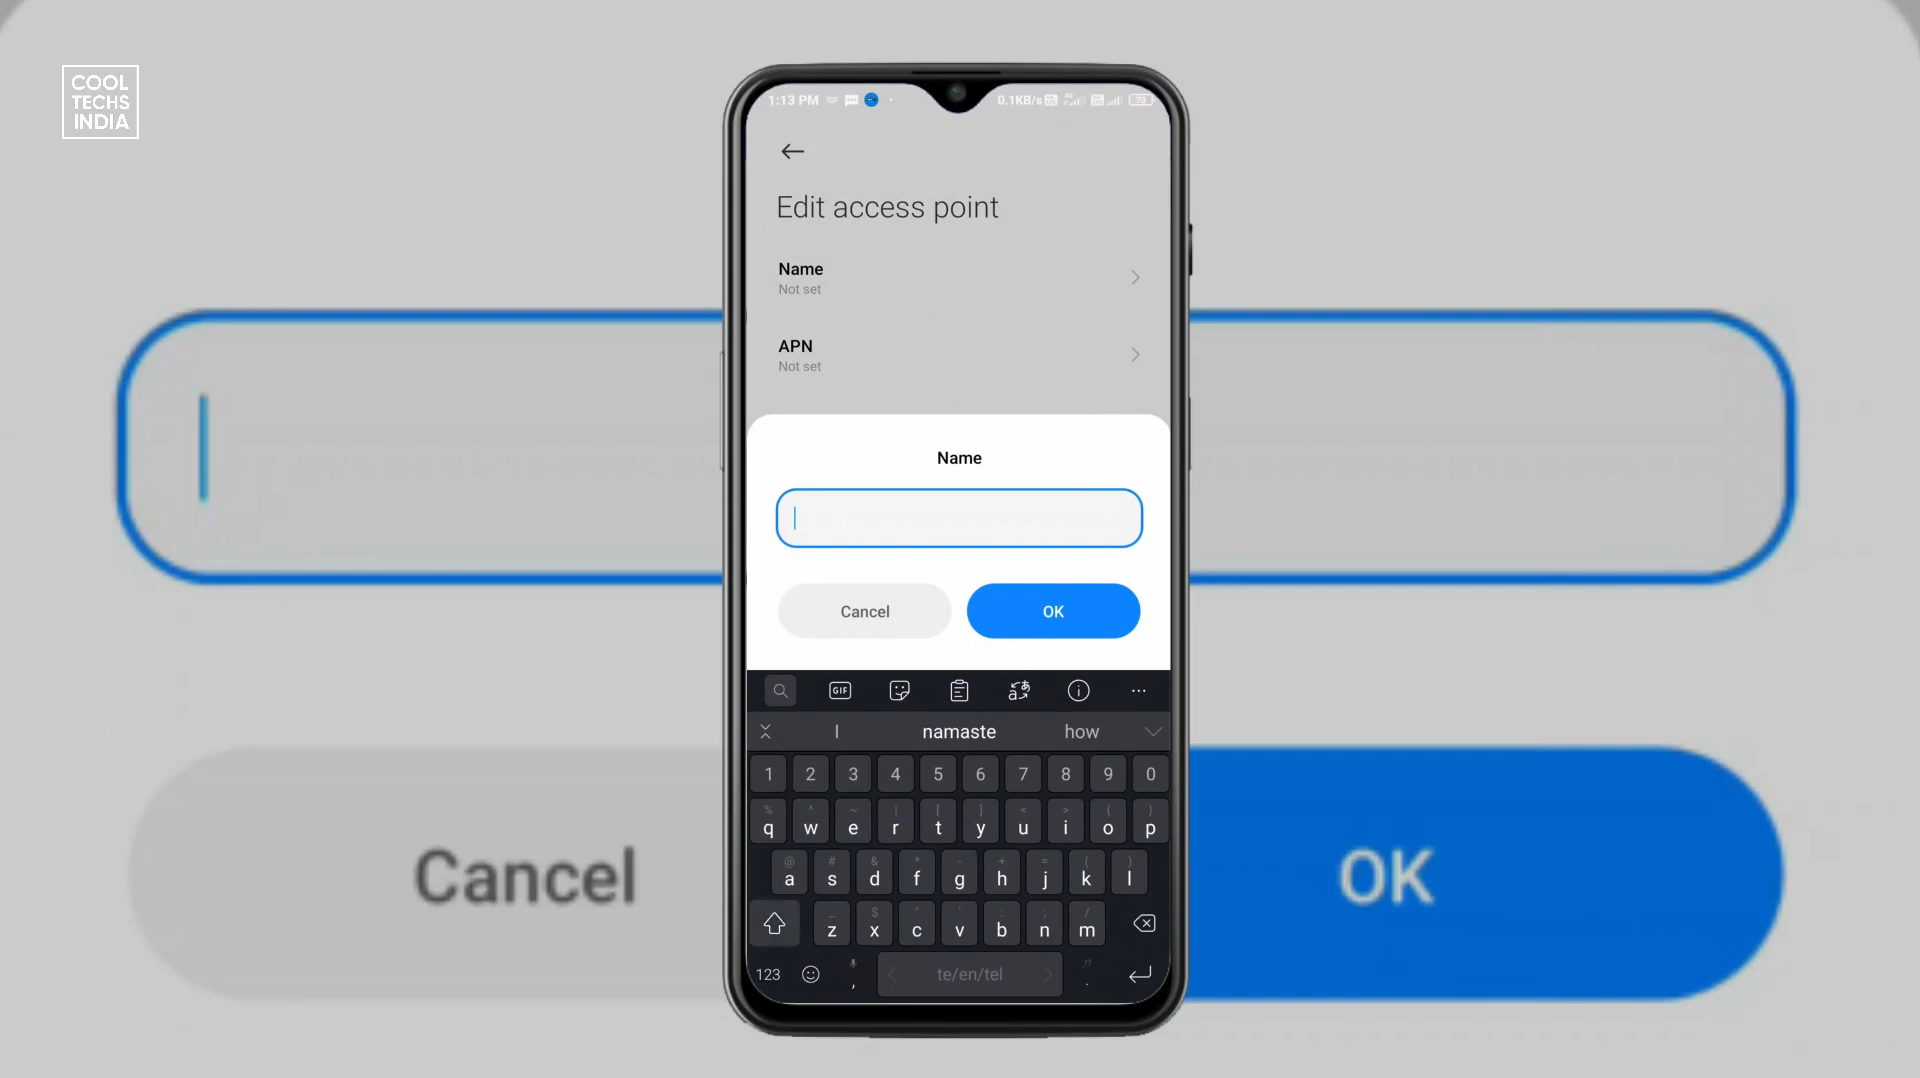 COOL
TECHS
INDIA
1:13 PM
0.1KB/s
Edit access point
Name
Not set
APN
Not set
Name
Cancel
OK
GIF
I
namaste
how
1 2 3 4 5 6 7 8 9 0
q w e r t y u i o p
a s d f g h j k l
z x c v b n m
123
te/en/tel
Cancel
OK